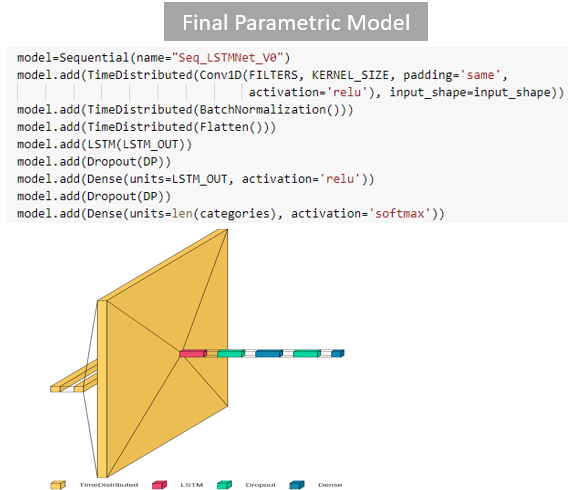 Final Parametric Model
model=Sequential(name="Seq_LSTMNet_V0")
model.add(TimeDistributed(Conv1D(FILTERS, KERNEL_SIZE, padding='same',
activation='relu'), input_shape=input_shape))
model.add(TimeDistributed(BatchNormalization()))
model.add(TimeDistributed(Flatten()))
model.add(LSTM(LSTM_OUT))
model.add(Dropout(DP))
model.add(Dense(units=LSTM_OUT, activation='relu'))
model.add(Dropout(DP))
model.add(Dense(units=len(categories), activation='softmax'))
TimeDistributed LSTM Dropout Dense